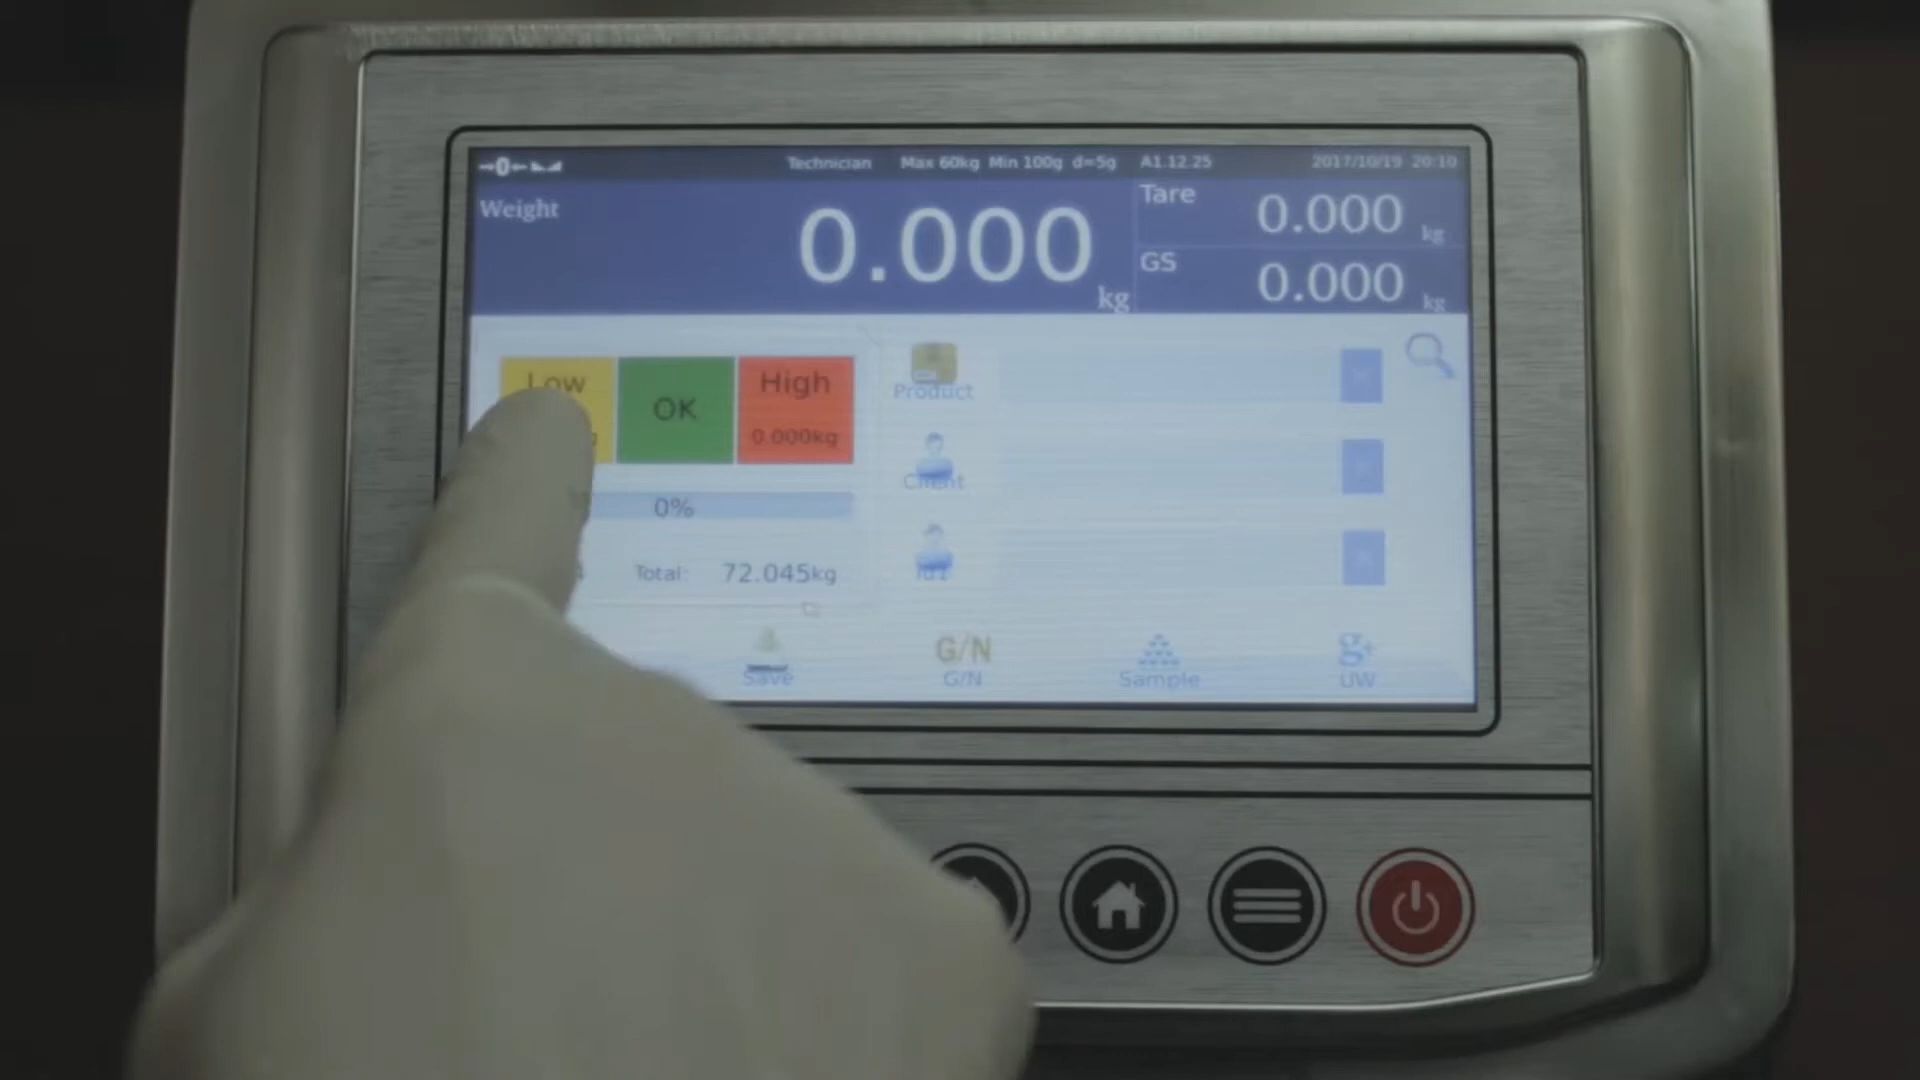 →0← Technician Max 60kg Min 100g d=5g A1.12.25 2017/10/19 20:10
Weight 0.000 kg
Tare 0.000 kg
GS 0.000 kg
Low OK High
0.000kg
0%
Total: 72.045kg
Product
Client
Save
G/N
G/N
Sample
g+
UW